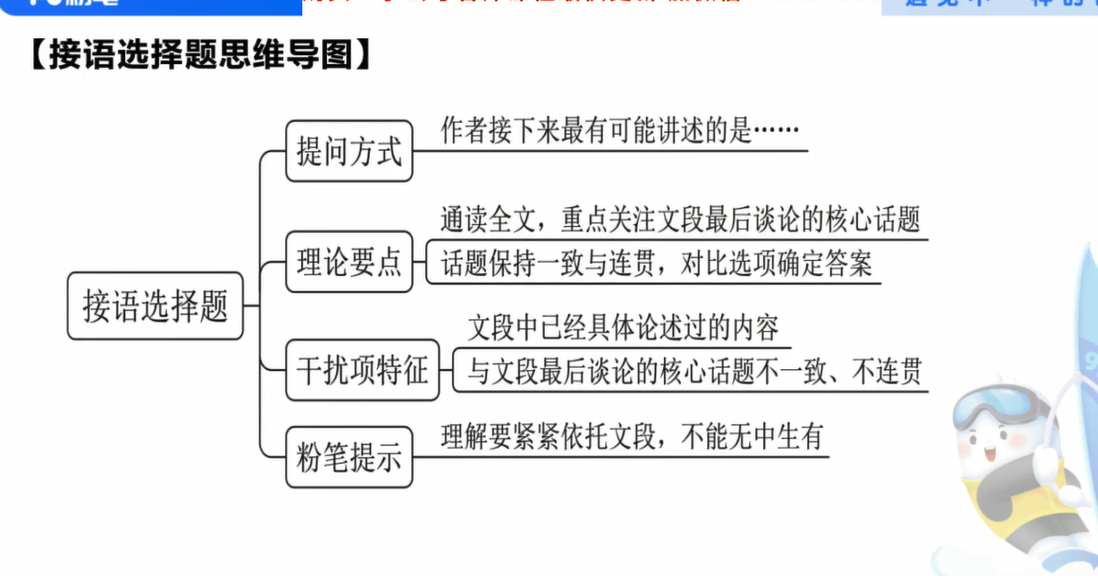 粉笔
【接语选择题思维导图】
提问方式
作者接下来最有可能讲述的是……
理论要点
通读全文，重点关注文段最后谈论的核心话题
话题保持一致与连贯，对比选项确定答案
接语选择题
干扰项特征
文段中已经具体论述过的内容
与文段最后谈论的核心话题不一致、不连贯
粉笔提示
理解要紧紧依托文段，不能无中生有